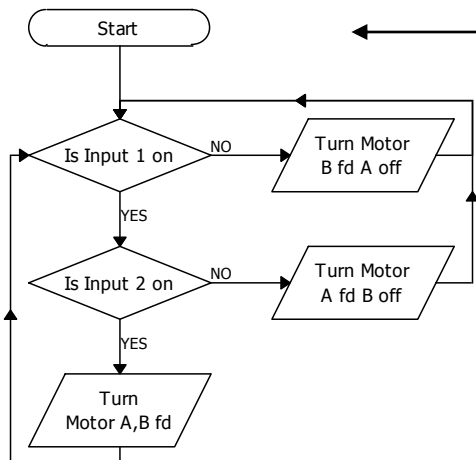 Start
Is Input 1 on
NO
Turn Motor
B fd A off
YES
Is Input 2 on
NO
Turn Motor
A fd B off
YES
Turn
Motor A,B fd